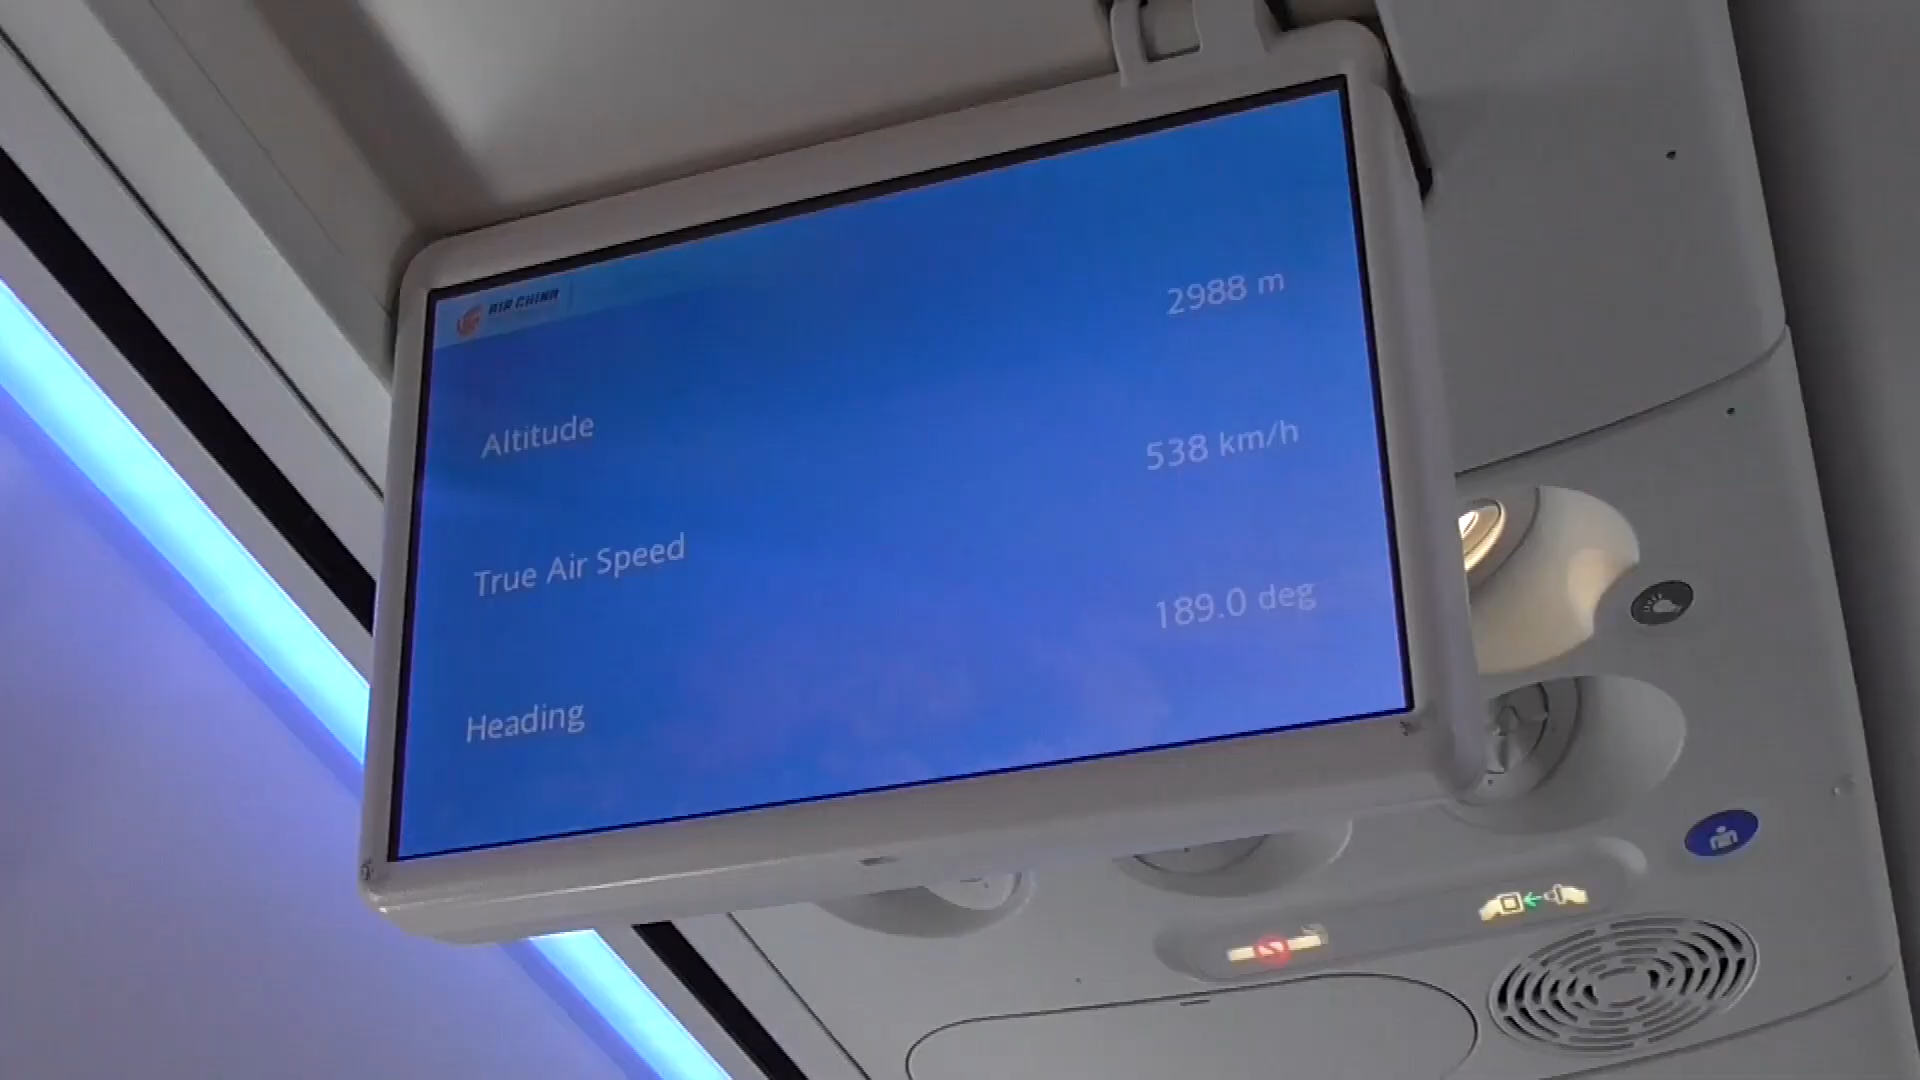 AIR CHINA
Altitude 2988 m
True Air Speed 538 km/h
Heading 189.0 deg